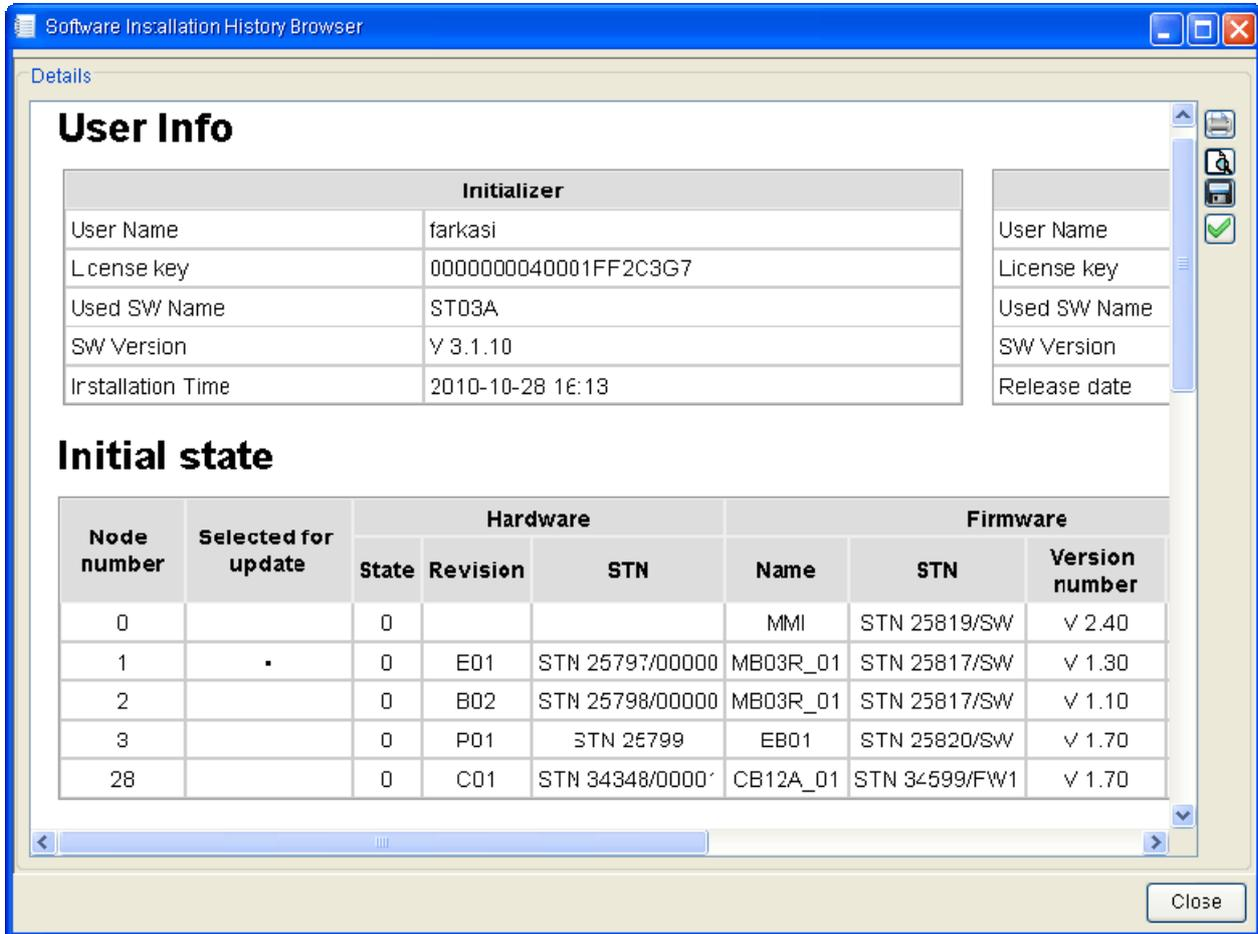 Software Installation History Browser
Details
User Info
Initializer
User Name farkasi User Name
License key 0000000040001FF2C3G7 License key
Used SW Name ST03A Used SW Name
SW Version V 3.1.10 SW Version
Installation Time 2010-10-28 16:13 Release date
Initial state
Node number Selected for update Hardware Firmware
State Revision STN Name STN Version number
0 0 MMI STN 25819/SW V 2.40
1 ▪ 0 E01 STN 25797/00000 MB03R_01 STN 25817/SW V 1.30
2 0 B02 STN 25798/00000 MB03R_01 STN 25817/SW V 1.10
3 0 P01 STN 25799 EB01 STN 25820/SW V 1.70
28 0 C01 STN 34348/00001 CB12A_01 STN 34599/FW1 V 1.70
Close